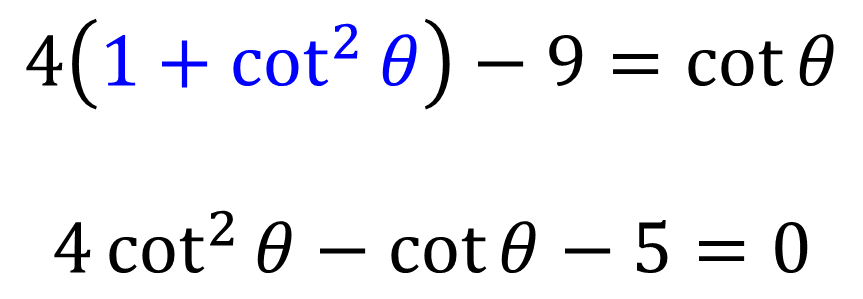 4(1 + cot² θ) − 9 = cot θ
4 cot² θ − cot θ − 5 = 0